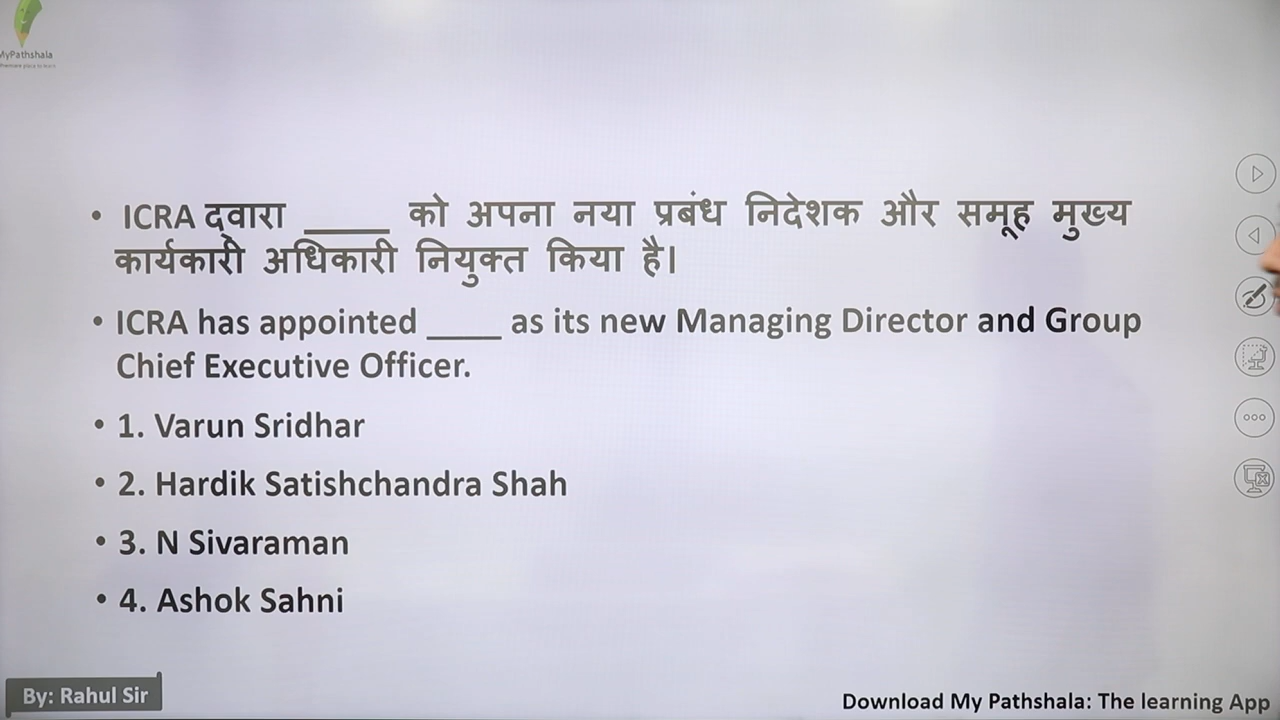 MyPathshala
• ICRA द्वारा _____ को अपना नया प्रबंध निदेशक और समूह मुख्य
कार्यकारी अधिकारी नियुक्त किया है।
• ICRA has appointed ____ as its new Managing Director and Group
Chief Executive Officer.
• 1. Varun Sridhar
• 2. Hardik Satishchandra Shah
• 3. N Sivaraman
• 4. Ashok Sahni
By: Rahul Sir
Download My Pathshala: The learning App